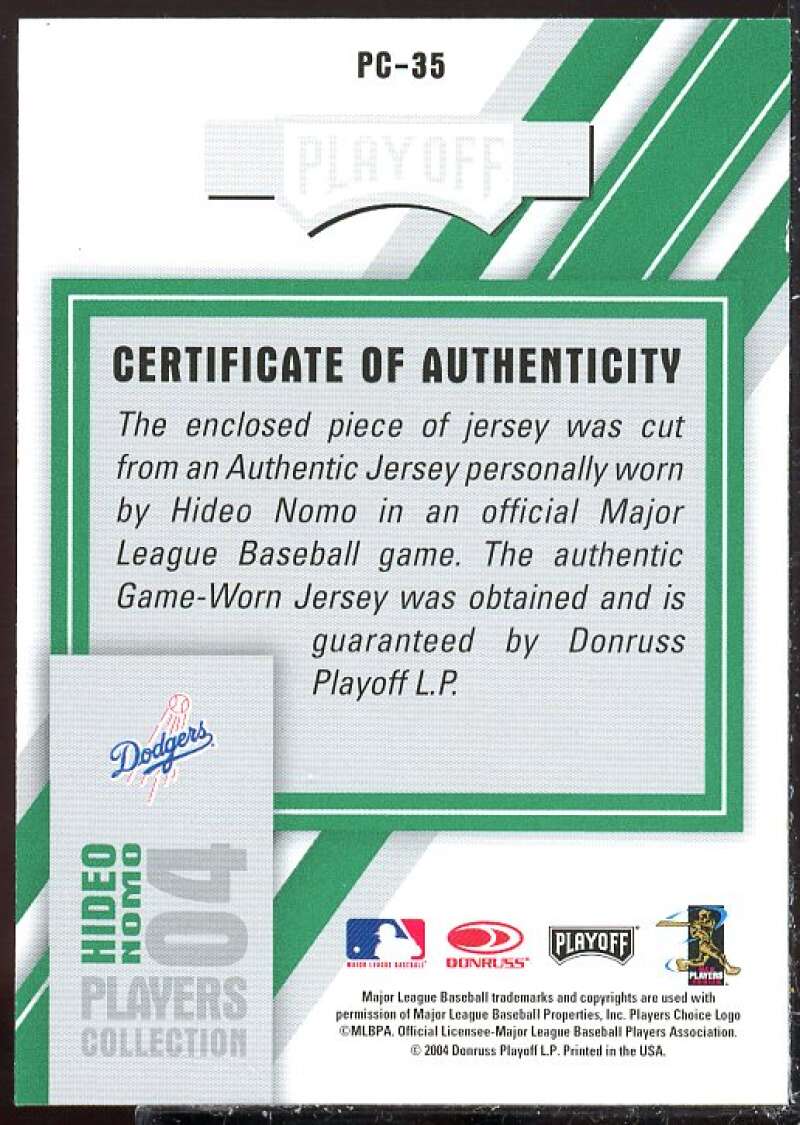 PC-35
PLAYOFF
CERTIFICATE OF AUTHENTICITY
The enclosed piece of jersey was cut
from an Authentic Jersey personally worn
by Hideo Nomo in an official Major
League Baseball game. The authentic
Game-Worn Jersey was obtained and is
guaranteed by Donruss
Playoff L.P.
Dodgers
HIDEO
NOMO
04
PLAYERS
COLLECTION
MAJOR LEAGUE BASEBALL
DONRUSS
PLAYOFF
PLAYERS
Major League Baseball trademarks and copyrights are used with
permission of Major League Baseball Properties, Inc. Players Choice Logo
©MLBPA, Official Licensee-Major League Baseball Players Association.
© 2004 Donruss Playoff L.P. Printed in the USA.